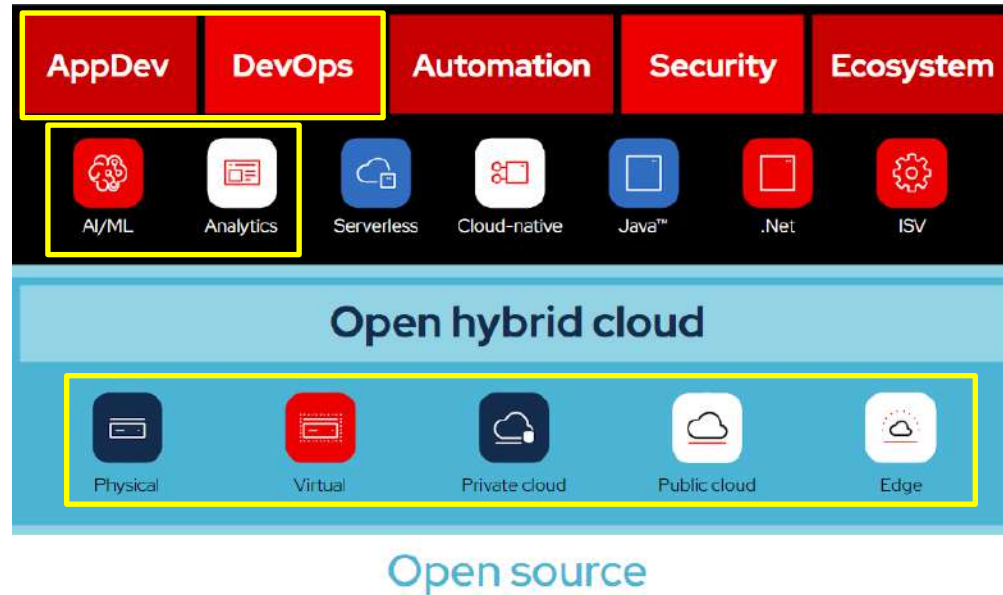 AppDev DevOps Automation Security Ecosystem
AI/ML Analytics Serverless Cloud-native Java™ .Net ISV
Open hybrid cloud
Physical Virtual Private cloud Public cloud Edge
Open source